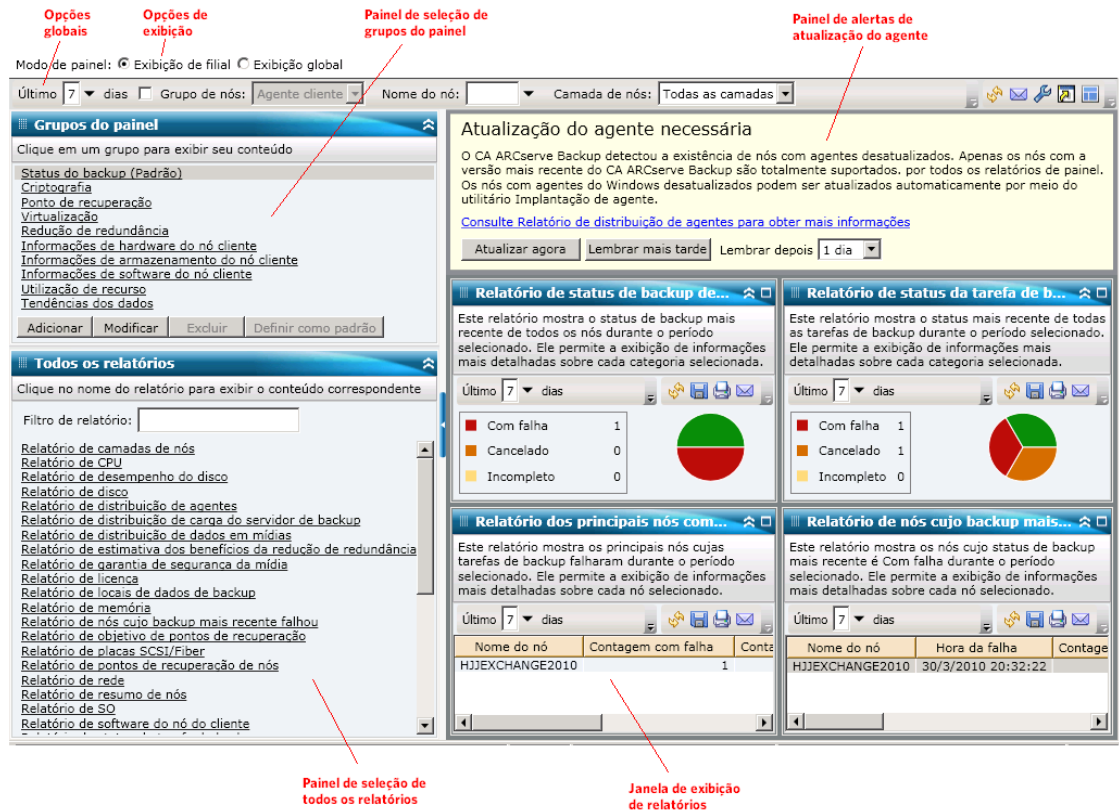 Opções
globais
Opções de
exibição
Painel de seleção de
grupos do painel
Painel de alertas de
atualização do agente
Modo de painel: Exibição de filial Exibição global
Último 7 dias Grupo de nós: Agente cliente Nome do nó: Camada de nós: Todas as camadas
Grupos do painel
Clique em um grupo para exibir seu conteúdo
Status do backup (Padrão)
Criptografia
Ponto de recuperação
Virtualização
Redução de redundância
Informações de hardware do nó cliente
Informações de armazenamento do nó cliente
Informações de software do nó cliente
Utilização de recurso
Tendências dos dados
Adicionar Modificar Excluir Definir como padrão
Todos os relatórios
Clique no nome do relatório para exibir o conteúdo correspondente
Filtro de relatório:
Relatório de camadas de nós
Relatório de CPU
Relatório de desempenho do disco
Relatório de disco
Relatório de distribuição de agentes
Relatório de distribuição de carga do servidor de backup
Relatório de distribuição de dados em mídias
Relatório de estimativa dos benefícios da redução de redundância
Relatório de garantia de segurança da mídia
Relatório de licença
Relatório de locais de dados de backup
Relatório de memória
Relatório de nós cujo backup mais recente falhou
Relatório de objetivo de pontos de recuperação
Relatório de placas SCSI/Fiber
Relatório de pontos de recuperação de nós
Relatório de rede
Relatório de resumo de nós
Relatório de SO
Relatório de software do nó do cliente
Atualização do agente necessária
O CA ARCserve Backup detectou a existência de nós com agentes desatualizados. Apenas os nós com a
versão mais recente do CA ARCserve Backup são totalmente suportados. por todos os relatórios de painel.
Os nós com agentes do Windows desatualizados podem ser atualizados automaticamente por meio do
utilitário Implantação de agente.
Consulte Relatório de distribuição de agentes para obter mais informações
Atualizar agora Lembrar mais tarde Lembrar depois 1 dia
Relatório de status de backup de...
Este relatório mostra o status de backup mais
recente de todos os nós durante o período
selecionado. Ele permite a exibição de informações
mais detalhadas sobre cada categoria selecionada.
Último 7 dias
Com falha 1
Cancelado 0
Incompleto 0
Relatório de status da tarefa de b...
Este relatório mostra o status mais recente de todas
as tarefas de backup durante o período selecionado.
Ele permite a exibição de informações mais
detalhadas sobre cada categoria selecionada.
Último 7 dias
Com falha 1
Cancelado 1
Incompleto 0
Relatório dos principais nós com...
Este relatório mostra os principais nós cujas
tarefas de backup falharam durante o período
selecionado. Ele permite a exibição de informações
mais detalhadas sobre cada nó selecionado.
Último 7 dias
Nome do nó Contagem com falha Conta
HJJEXCHANGE2010 1
Relatório de nós cujo backup mais...
Este relatório mostra os nós cujo status de backup
mais recente é Com falha durante o período
selecionado. Ele permite a exibição de informações
mais detalhadas sobre cada nó selecionado.
Último 7 dias
Nome do nó Hora da falha Contage
HJJEXCHANGE2010 30/3/2010 20:32:22
Painel de seleção de
todos os relatórios
Janela de exibição
de relatórios